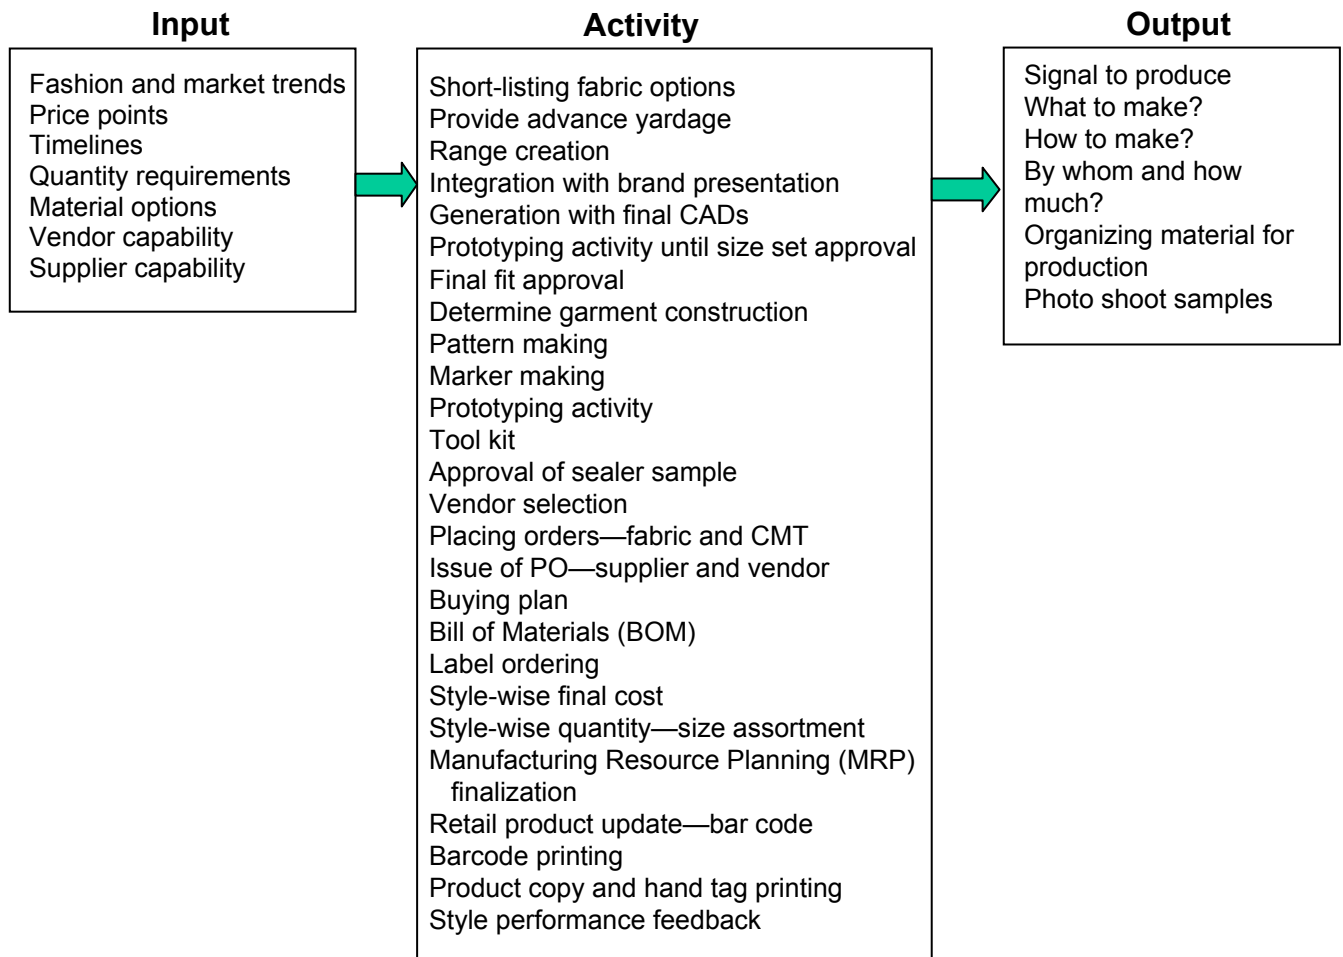 Input
Fashion and market trends
Price points
Timelines
Quantity requirements
Material options
Vendor capability
Supplier capability
Activity
Short-listing fabric options
Provide advance yardage
Range creation
Integration with brand presentation
Generation with final CADs
Prototyping activity until size set approval
Final fit approval
Determine garment construction
Pattern making
Marker making
Prototyping activity
Tool kit
Approval of sealer sample
Vendor selection
Placing orders—fabric and CMT
Issue of PO—supplier and vendor
Buying plan
Bill of Materials (BOM)
Label ordering
Style-wise final cost
Style-wise quantity—size assortment
Manufacturing Resource Planning (MRP)
finalization
Retail product update—bar code
Barcode printing
Product copy and hand tag printing
Style performance feedback
Output
Signal to produce
What to make?
How to make?
By whom and how
much?
Organizing material for
production
Photo shoot samples